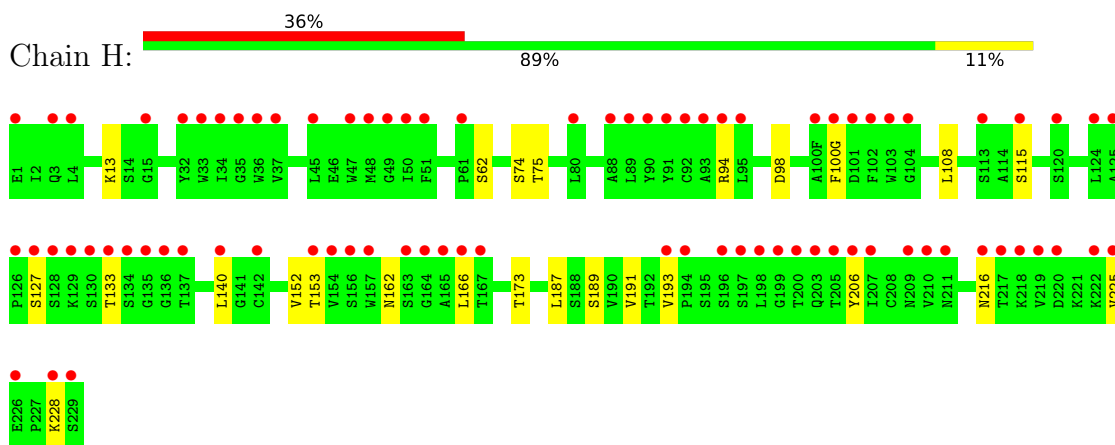 36%
Chain H:
89% 11%
E1 I2 Q3 L4 K13 S14 G15 Y32 W33 I34 G35 W36 V37 L45 E46 W47 M48 G49 I50 F51 P61 S62 S74 T75 L80 A88 L89 Y90 Y91 C92 A93 R94 L95 D98 A100F F100G D101 F102 W103 G104 L108 S113 A114 S115 S120 L124 A125
P126 S127 S128 K129 S130 T133 S134 G135 G136 T137 L140 G141 C142 V152 T153 V154 S156 W157 N162 S163 G164 A165 L166 T167 T173 L187 S188 S189 V190 V191 T192 V193 P194 S195 S196 S197 L198 G199 T200 Q203 T205 Y206 I207 C208 N209 V210 N211 N216 T217 K218 V219 D220 K221 K222
E226 P227 K228 S229